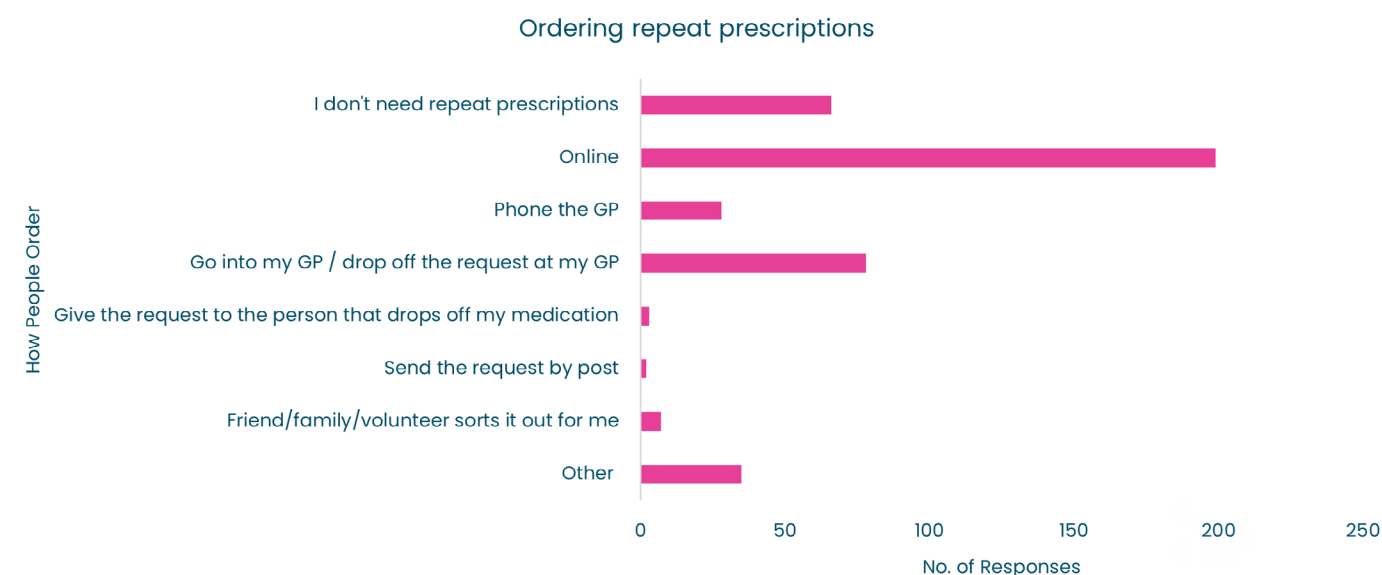 Ordering repeat prescriptions
I don't need repeat prescriptions
Online
Phone the GP
Go into my GP / drop off the request at my GP
Give the request to the person that drops off my medication
Send the request by post
Friend/family/volunteer sorts it out for me
Other
How People Order
0 50 100 150 200 250
No. of Responses